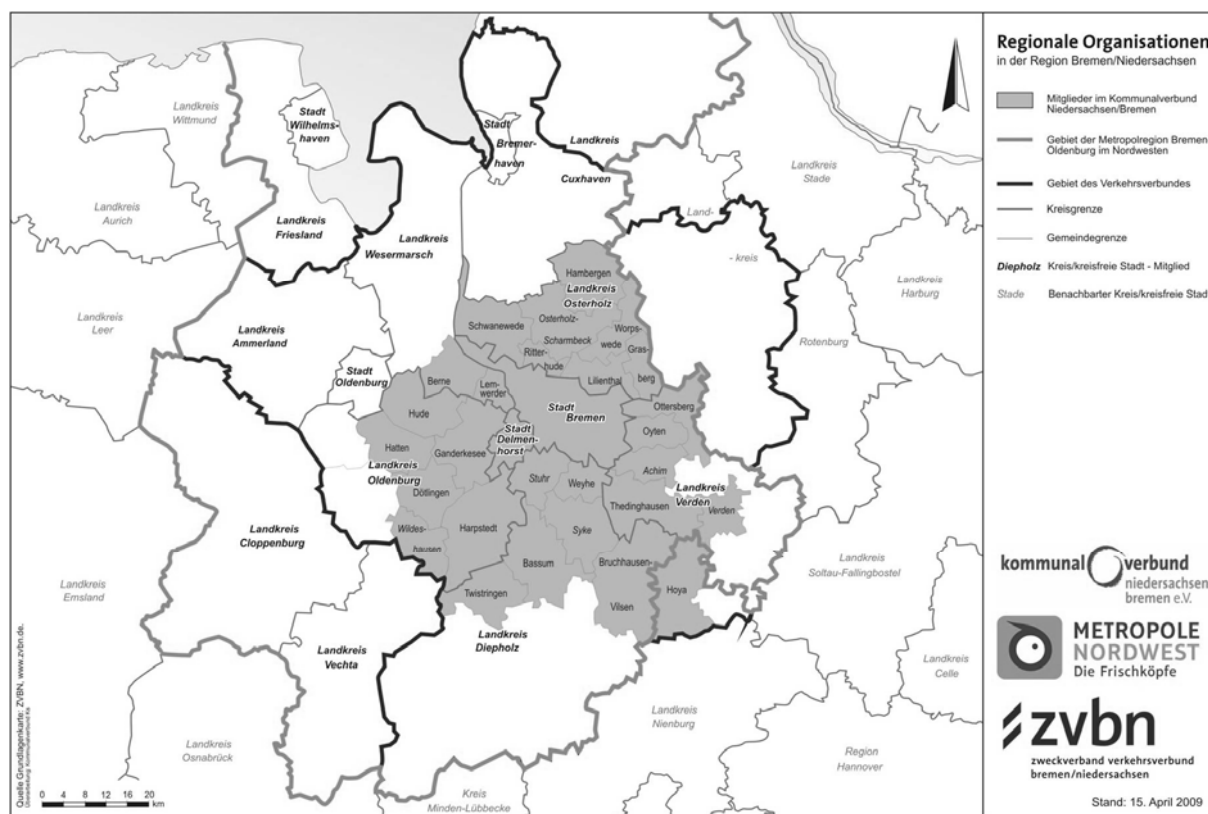 Landkreis
Wittmund
Stadt
Wilhelms-
haven
Landkreis
Aurich
Landkreis
Friesland
Landkreis
Leer
Landkreis
Wesermarsch
Stadt
Bremer-
haven
Landkreis
Cuxhaven
Landkreis
Stade
Land-
- kreis
Rotenburg
Landkreis
Harburg
Landkreis
Ammerland
Stadt
Oldenburg
Hambergen
Landkreis
Osterholz
Osterholz-
Scharmbeck
Schwanewede
Worps-
wede
Ritter-
hude
Gras-
berg
Lilienthal
Berne
Lem-
werder
Stadt
Bremen
Hude
Stadt
Delmen-
horst
Ottersberg
Oyten
Hatten
Ganderkesee
Landkreis
Oldenburg
Dötlingen
Stuhr
Weyhe
Achim
Landkreis
Verden
Thedinghausen
Verden
Wildes-
hausen
Harpstedt
Syke
Bassum
Bruchhausen-
Vilsen
Hoya
Twistringen
Landkreis
Cloppenburg
Landkreis
Emsland
Landkreis
Vechta
Landkreis
Diepholz
Landkreis
Soltau-Fallingbostel
Landkreis
Celle
Landkreis
Nienburg
Region
Hannover
Landkreis
Osnabrück
Kreis
Minden-Lübbecke
Quelle Grundlagenkarte: ZVBN, www.zvbn.de.
0 4 8 12 16 20
km
Regionale Organisationen
in der Region Bremen/Niedersachsen
Mitglieder im Kommunalverbund
Niedersachsen/Bremen
Gebiet der Metropolregion Bremen
Oldenburg im Nordwesten
Gebiet des Verkehrsverbundes
Kreisgrenze
Gemeindegrenze
Diepholz Kreis/kreisfreie Stadt - Mitglied
Stade Benachbarter Kreis/kreisfreie Stad
kommunal verbund
niedersachsen
bremen e.V.
METROPOLE
NORDWEST
Die Frischköpfe
zvbn
zweckverband verkehrsverbund
bremen/niedersachsen
Stand: 15. April 2009